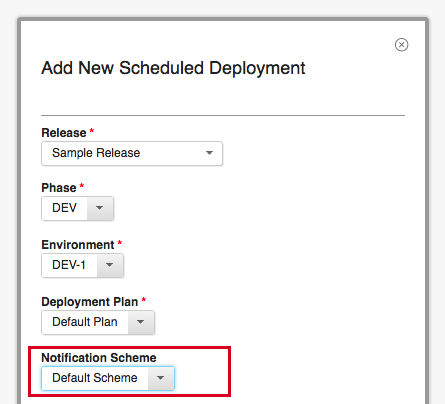 Add New Scheduled Deployment
Release *
Sample Release
Phase *
DEV
Environment *
DEV-1
Deployment Plan *
Default Plan
Notification Scheme
Default Scheme